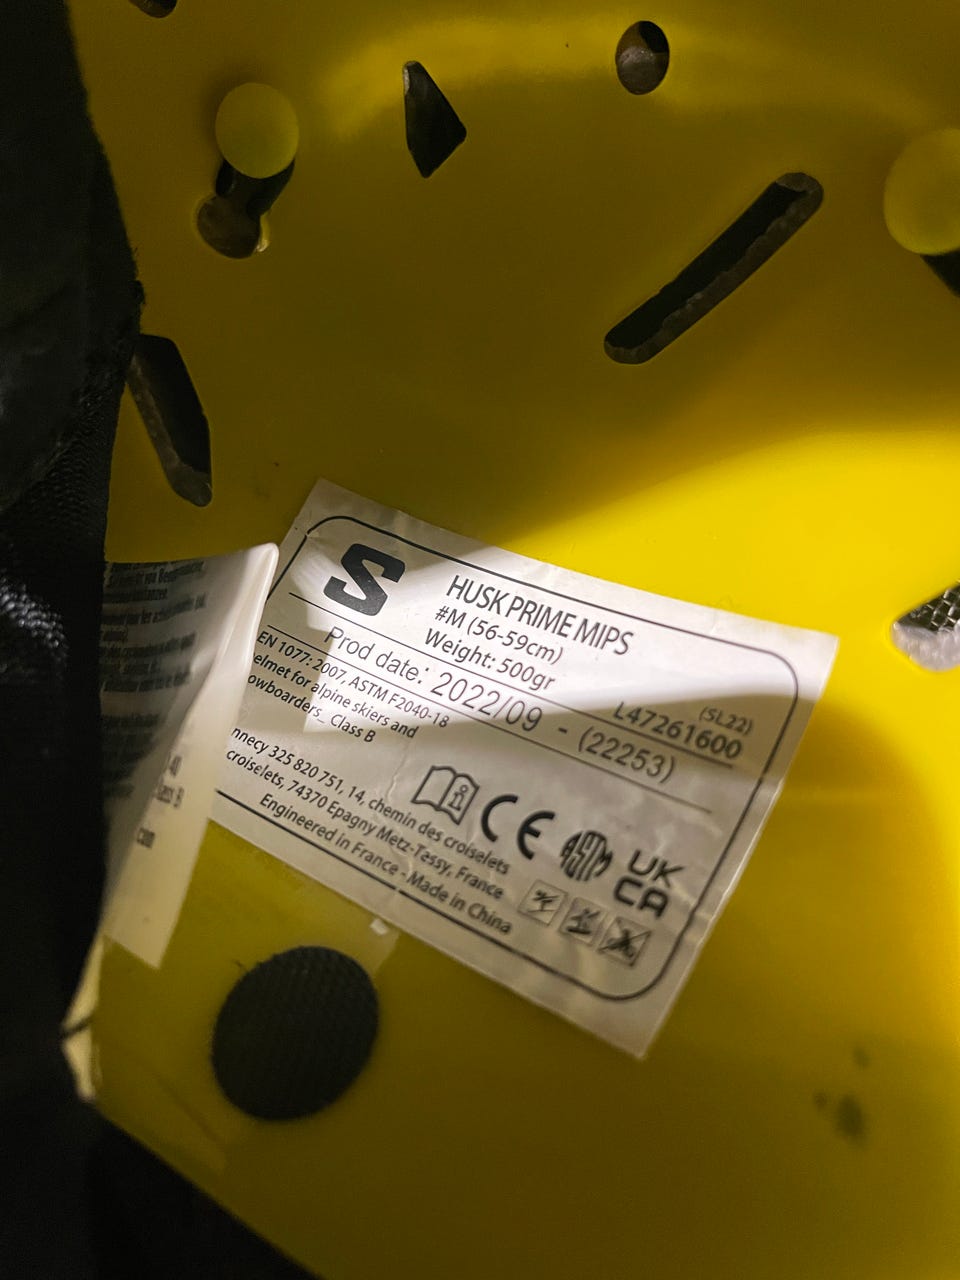 S
HUSK PRIME MIPS
#M (56-59cm)
Weight: 500gr
(SL22)
L47261600
Prod date: 2022/09 - (22253)
EN 1077: 2007, ASTM F2040-18
elmet for alpine skiers and
owboarders_ Class B
nnecy 325 820 751, 14, chemin des croiselets
croiselets, 74370 Epagny Metz-Tassy, France
Engineered in France - Made in China
CE
ASTM
UK
CA